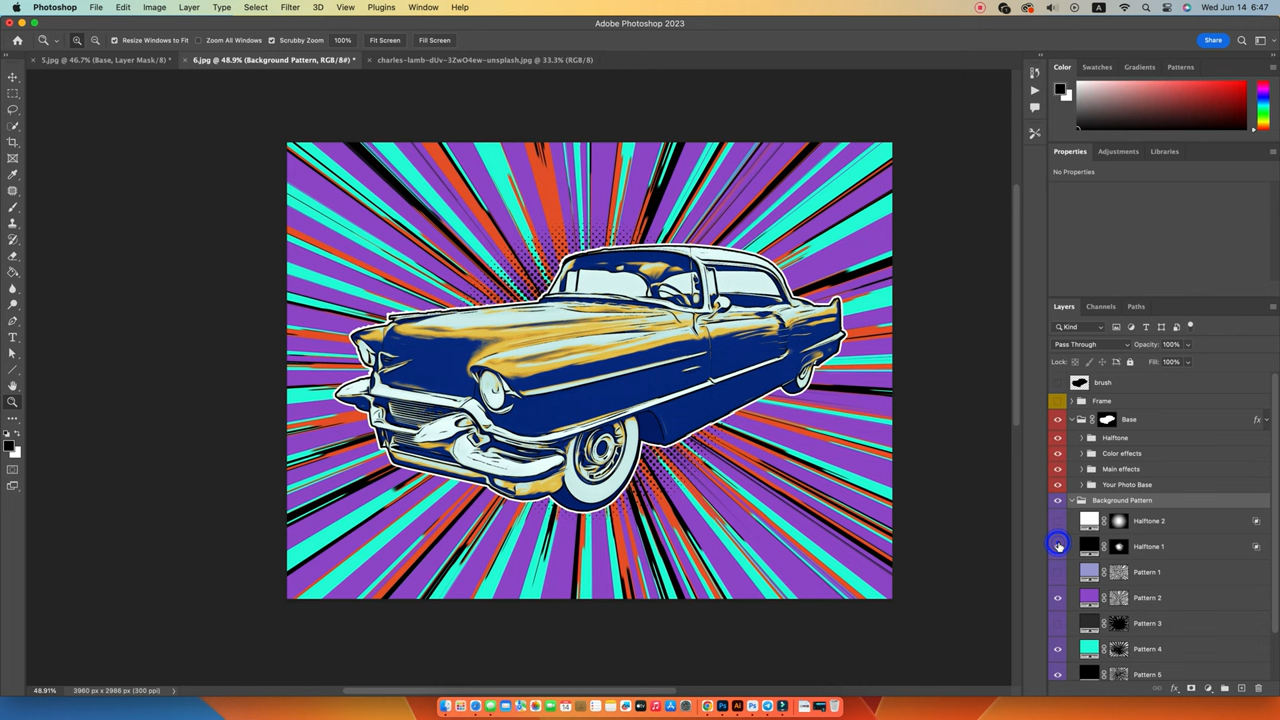 Photoshop File Edit Image Layer Type Select Filter 3D View Plugins Window Help A Wed Jun 14 6:47
Adobe Photoshop 2023
Resize Windows to Fit Zoom All Windows Scrubby Zoom 100% Fit Screen Fill Screen Share
5.jpg @ 46.7% (Base, Layer Mask/8) * 6.jpg @ 48.9% (Background Pattern, RGB/8#) * charles-lamb-dUv-3ZwO4ew-unsplash.jpg @ 33.3% (RGB/8)
Color Swatches Gradients Patterns
Properties Adjustments Libraries
No Properties
Layers Channels Paths
Kind
Pass Through Opacity: 100%
Lock: Fill: 100%
brush
Frame
Base fx
Halftone
Color effects
Main effects
Your Photo Base
Background Pattern
Halftone 2
Halftone 1
Pattern 1
Pattern 2
Pattern 3
Pattern 4
Pattern 5
48.91% 3960 px x 2986 px (300 ppi)